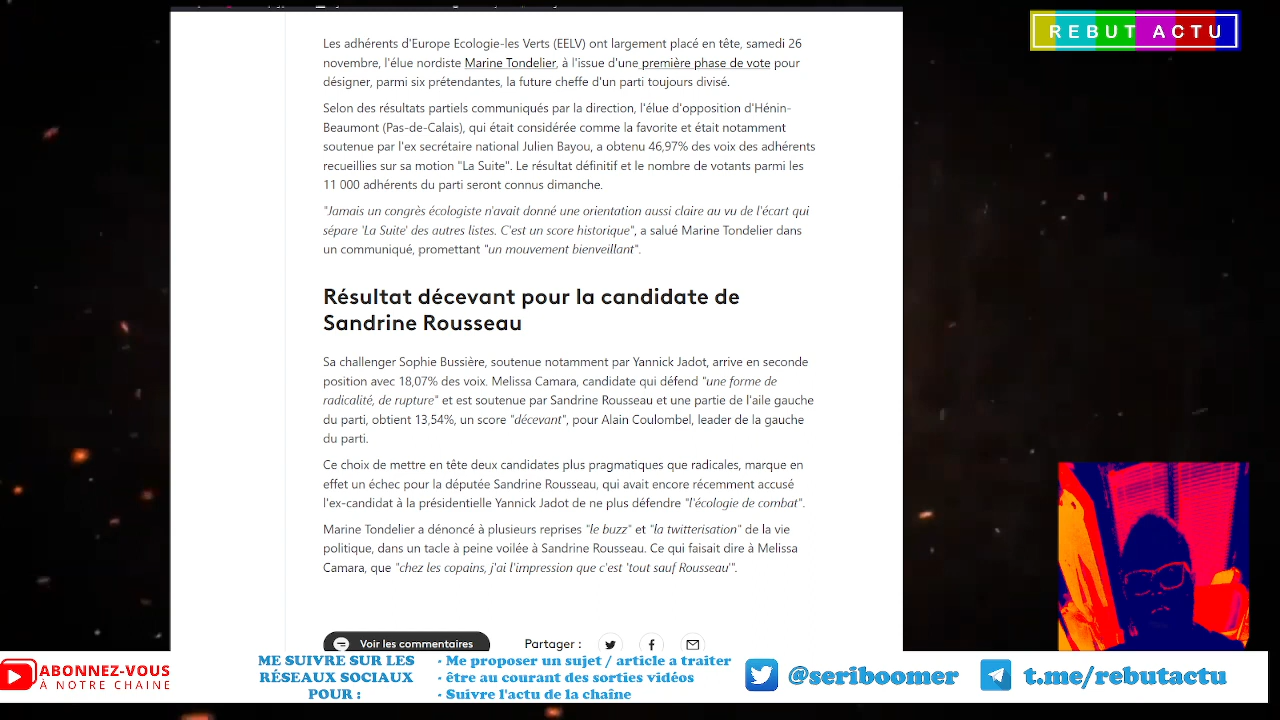 REBUT ACTU
Les adhérents d'Europe Ecologie-les Verts (EELV) ont largement placé en tête, samedi 26
novembre, l'élue nordiste Marine Tondelier, à l'issue d'une première phase de vote pour
désigner, parmi six prétendantes, la future cheffe d'un parti toujours divisé.
Selon des résultats partiels communiqués par la direction, l'élue d'opposition d'Hénin-
Beaumont (Pas-de-Calais), qui était considérée comme la favorite et était notamment
soutenue par l'ex secrétaire national Julien Bayou, a obtenu 46,97% des voix des adhérents
recueillies sur sa motion "La Suite". Le résultat définitif et le nombre de votants parmi les
11 000 adhérents du parti seront connus dimanche.
"Jamais un congrès écologiste n'avait donné une orientation aussi claire au vu de l'écart qui
sépare 'La Suite' des autres listes. C'est un score historique", a salué Marine Tondelier dans
un communiqué, promettant "un mouvement bienveillant".
Résultat décevant pour la candidate de
Sandrine Rousseau
Sa challenger Sophie Bussière, soutenue notamment par Yannick Jadot, arrive en seconde
position avec 18,07% des voix. Melissa Camara, candidate qui défend "une forme de
radicalité, de rupture" et est soutenue par Sandrine Rousseau et une partie de l'aile gauche
du parti, obtient 13,54%, un score "décevant", pour Alain Coulombel, leader de la gauche
du parti.
Ce choix de mettre en tête deux candidates plus pragmatiques que radicales, marque en
effet un échec pour la députée Sandrine Rousseau, qui avait encore récemment accusé
l'ex-candidat à la présidentielle Yannick Jadot de ne plus défendre "l'écologie de combat".
Marine Tondelier a dénoncé à plusieurs reprises "le buzz" et "la twitterisation" de la vie
politique, dans un tacle à peine voilée à Sandrine Rousseau. Ce qui faisait dire à Melissa
Camara, que "chez les copains, j'ai l'impression que c'est 'tout sauf Rousseau'".
Voir les commentaires
Partager :
ABONNEZ-VOUS
À NOTRE CHAINE
ME SUIVRE SUR LES
RÉSEAUX SOCIAUX
POUR :
· Me proposer un sujet / article a traiter
· être au courant des sorties vidéos
· Suivre l'actu de la chaîne
@seriboomer
t.me/rebutactu